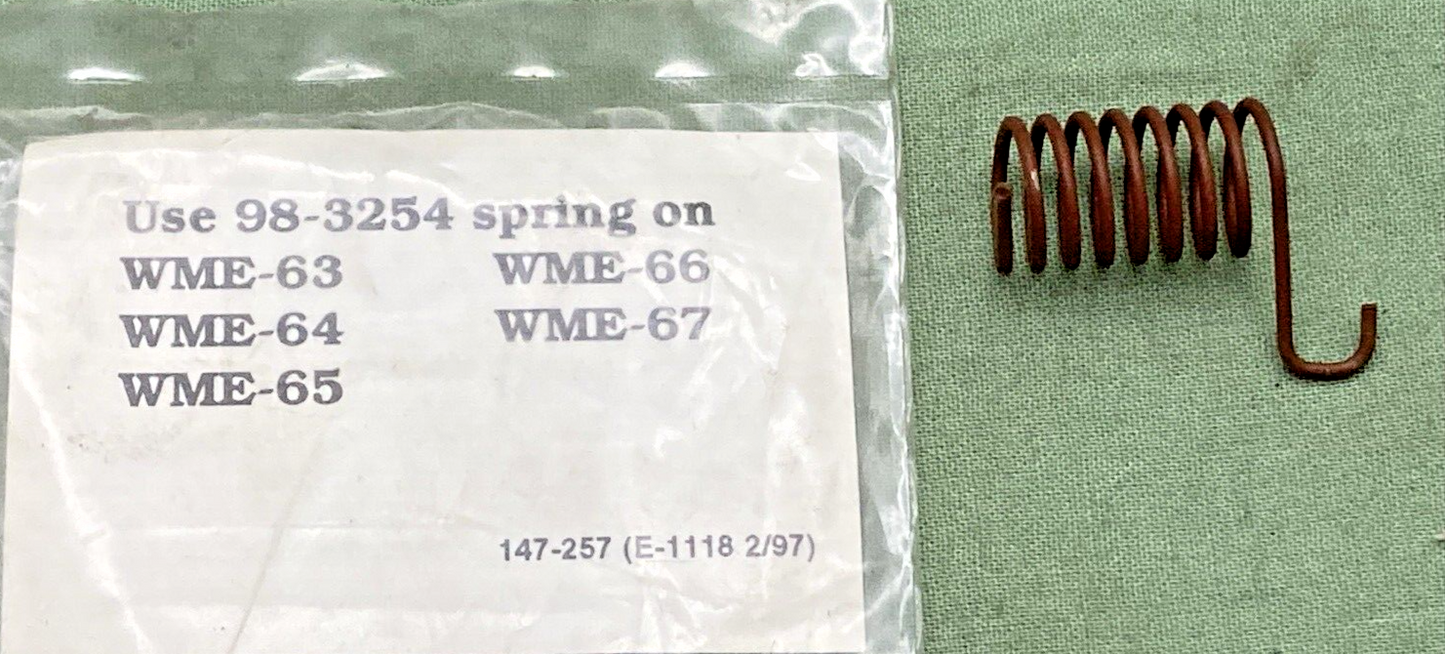 Use 98-3254 spring on
WME-63 WME-66
WME-64 WME-67
WME-65
147-257 (E-1118 2/97)